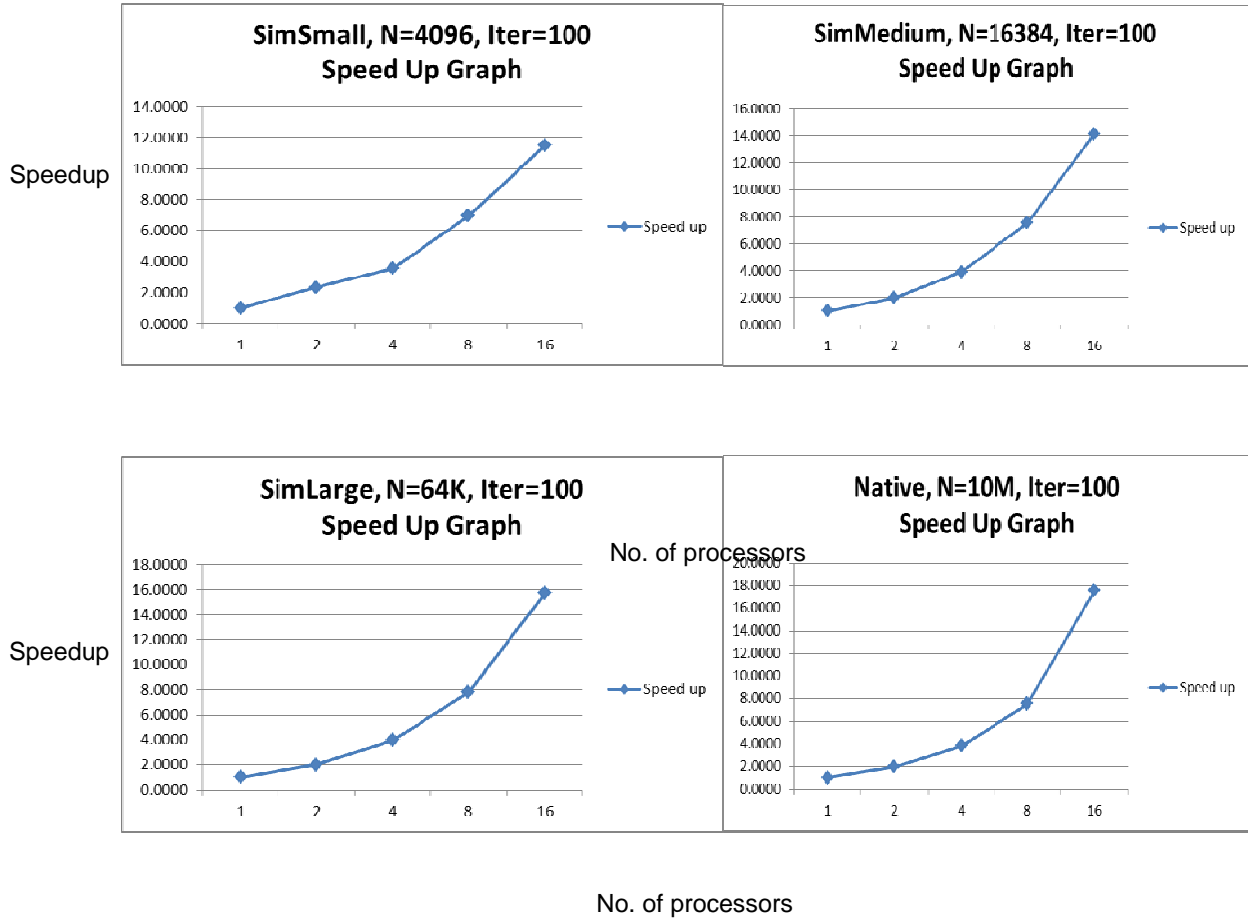 SimSmall, N=4096, Iter=100
Speed Up Graph
14.0000
12.0000
10.0000
8.0000
6.0000
4.0000
2.0000
0.0000
1 2 4 8 16
Speed up
Speedup
SimMedium, N=16384, Iter=100
Speed Up Graph
16.0000
14.0000
12.0000
10.0000
8.0000
6.0000
4.0000
2.0000
0.0000
1 2 4 8 16
Speed up
SimLarge, N=64K, Iter=100
Speed Up Graph
18.0000
16.0000
14.0000
12.0000
10.0000
8.0000
6.0000
4.0000
2.0000
0.0000
1 2 4 8 16
Speed up
Speedup
No. of processors
Native, N=10M, Iter=100
Speed Up Graph
20.0000
18.0000
16.0000
14.0000
12.0000
10.0000
8.0000
6.0000
4.0000
2.0000
0.0000
1 2 4 8 16
Speed up
No. of processors